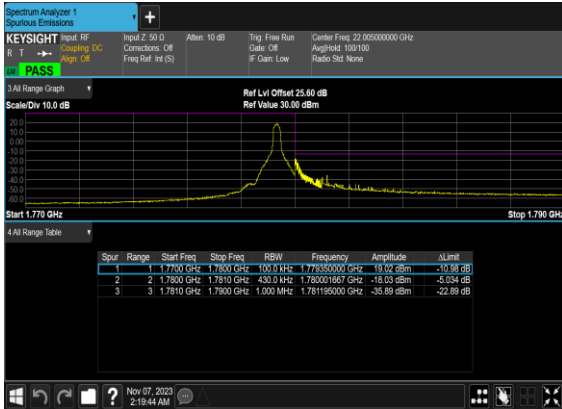 Spectrum Analyzer 1
Spurious Emissions
+
KEYSIGHT Input: RF Input Z: 50 Ω Atten: 10 dB Trig: Free Run Center Freq: 22.005000000 GHz
R T Coupling: DC Corrections: Off Gate: Off Avg|Hold: 100/100
Align: Off Freq Ref: Int (S) IF Gain: Low Radio Std: None
PASS
3 All Range Graph
Ref Lvl Offset 25.60 dB
Scale/Div 10.0 dB Ref Value 30.00 dBm
20.0
10.0
0.00
-10.0
-20.0
-30.0
-40.0
-50.0
-60.0
Start 1.770 GHz Stop 1.790 GHz
4 All Range Table
Spur Range Start Freq Stop Freq RBW Frequency Amplitude ΔLimit
1 1 1.7700 GHz 1.7800 GHz 100.0 kHz 1.779350000 GHz 19.02 dBm -10.98 dB
2 2 1.7800 GHz 1.7810 GHz 430.0 kHz 1.780001667 GHz -18.03 dBm -5.034 dB
3 3 1.7810 GHz 1.7900 GHz 1.000 MHz 1.781195000 GHz -35.89 dBm -22.89 dB
? Nov 07, 2023
2:19:44 AM